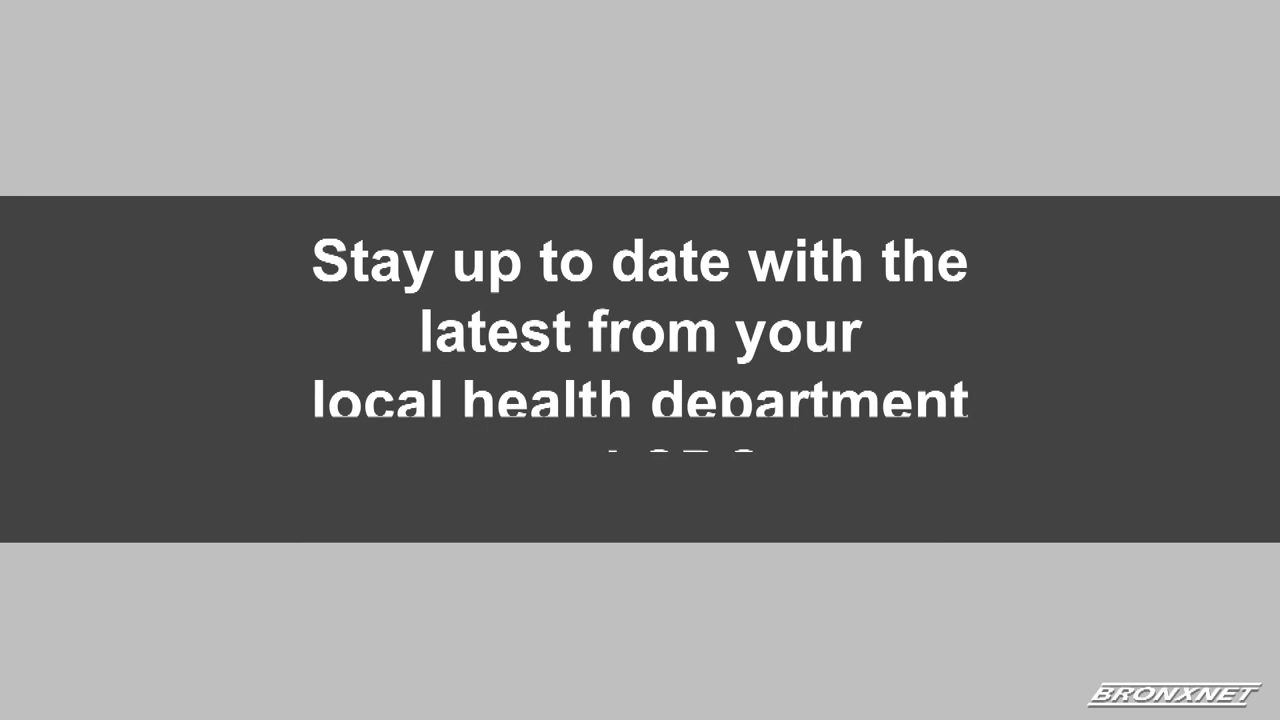 Stay up to date with the
latest from your
local health department
BRONXNET